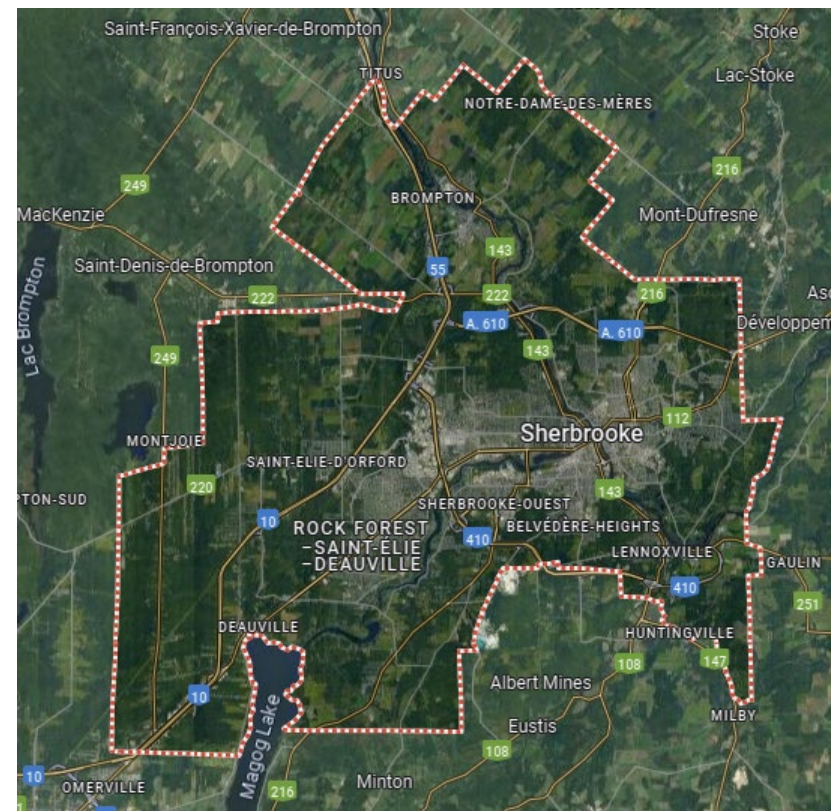 Saint-François-Xavier-de-Brompton
Stoke
TITUS
Lac-Stoke
NOTRE-DAME-DES-MÈRES
216
249
BROMPTON
MacKenzie
Mont-Dufresne
143
Saint-Denis-de-Brompton
55
Lac Brompton
222
222
216
Asc
A. 610
A. 610
Développem
249
143
112
Sherbrooke
MONTJOIE
SAINT-ELIE-D'ORFORD
220
143
PTON-SUD
SHERBROOKE-OUEST
10
ROCK FOREST
–SAINT-ÉLIE
–DEAUVILLE
BELVÉDÈRE-HEIGHTS
410
LENNOXVILLE
GAULIN
410
251
DEAUVILLE
HUNTINGVILLE
108
147
Albert Mines
10
MILBY
Magog Lake
Eustis
108
10
OMERVILLE
216
Minton